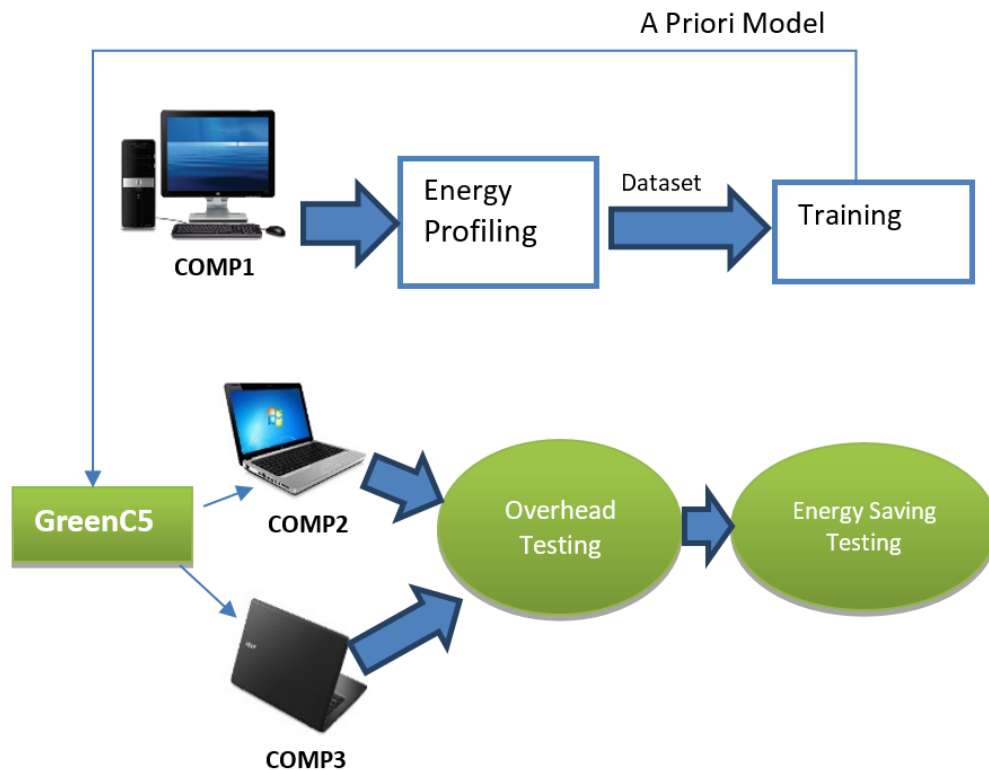 A Priori Model
Energy
Profiling
Dataset
Training
COMP1
GreenC5
COMP2
COMP3
Overhead
Testing
Energy Saving
Testing